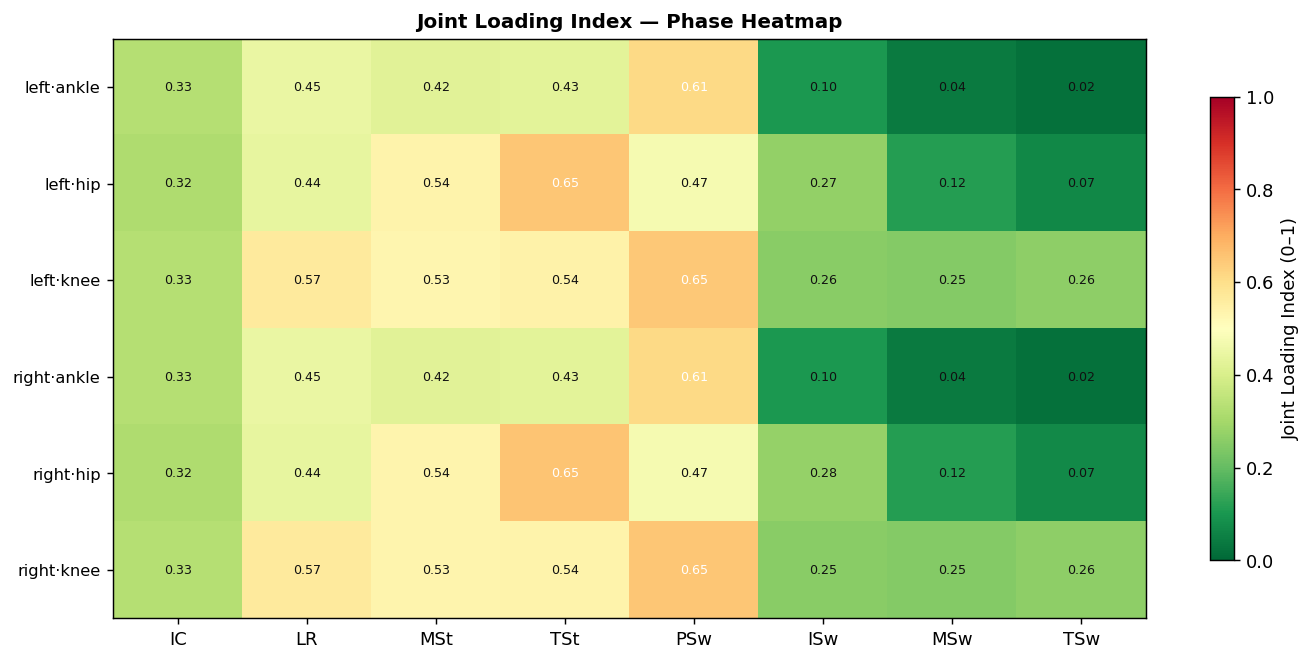 Joint Loading Index — Phase Heatmap
left·ankle 0.33 0.45 0.42 0.43 0.61 0.10 0.04 0.02
left·hip 0.32 0.44 0.54 0.65 0.47 0.27 0.12 0.07
left·knee 0.33 0.57 0.53 0.54 0.65 0.26 0.25 0.26
right·ankle 0.33 0.45 0.42 0.43 0.61 0.10 0.04 0.02
right·hip 0.32 0.44 0.54 0.65 0.47 0.28 0.12 0.07
right·knee 0.33 0.57 0.53 0.54 0.65 0.25 0.25 0.26
IC LR MSt TSt PSw ISw MSw TSw
1.0
0.8
0.6
0.4
0.2
0.0
Joint Loading Index (0–1)